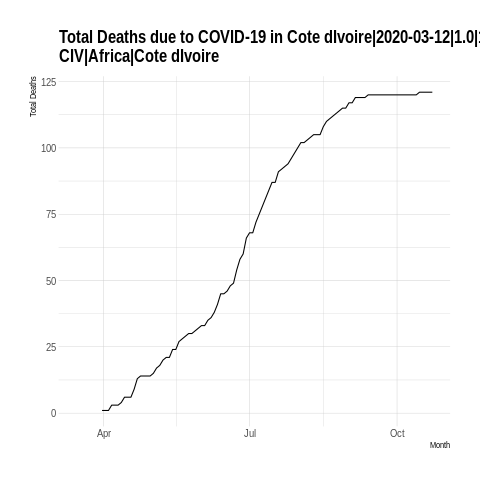 Total Deaths due to COVID-19 in Cote dIvoire|2020-03-12|1.0|
CIV|Africa|Cote dIvoire
Total Deaths
125
100
75
50
25
0
Apr
Jul
Oct
Month